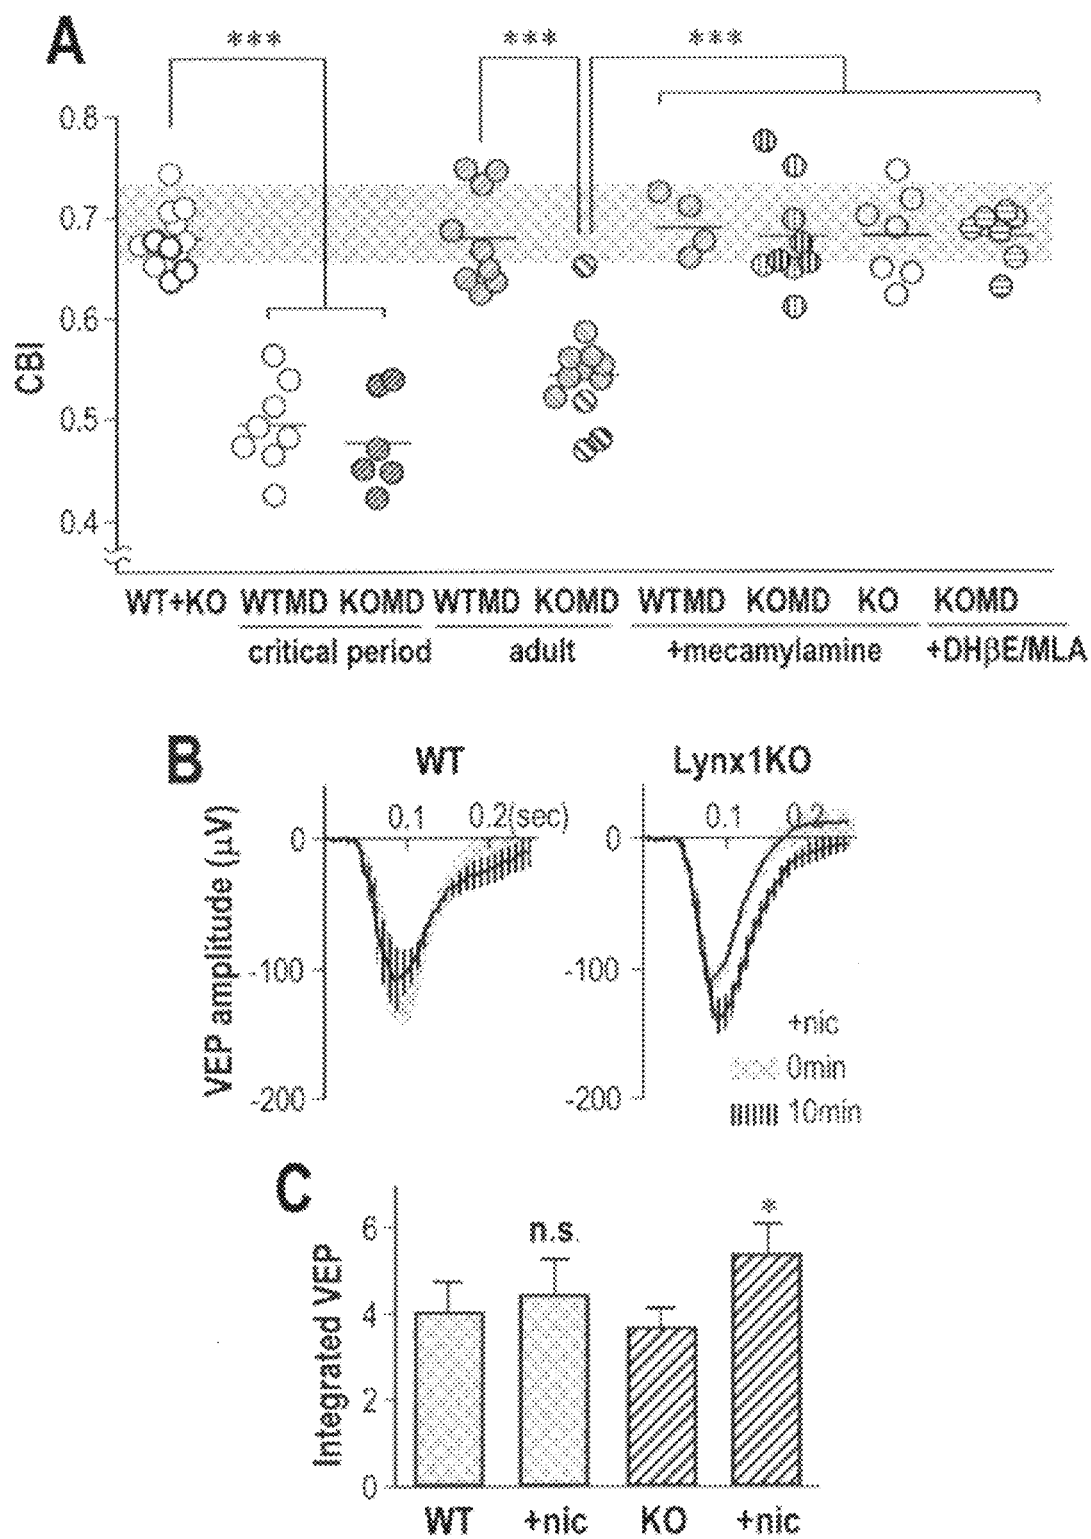 A
*** *** ***
0.8
0.7
0.6
0.5
0.4
CBI
WT+KO WTMD KOMD WTMD KOMD WTMD KOMD KO KOMD
critical period adult +mecamylamine +DHβE/MLA
B
WT Lynx1KO
0.1 0.2(sec) 0.1 0.2
0 0
-100 -100
-200 -200
VEP amplitude (μV)
+nic
0min
10min
C
*
n.s.
6
4
2
0
Integrated VEP
WT +nic KO +nic